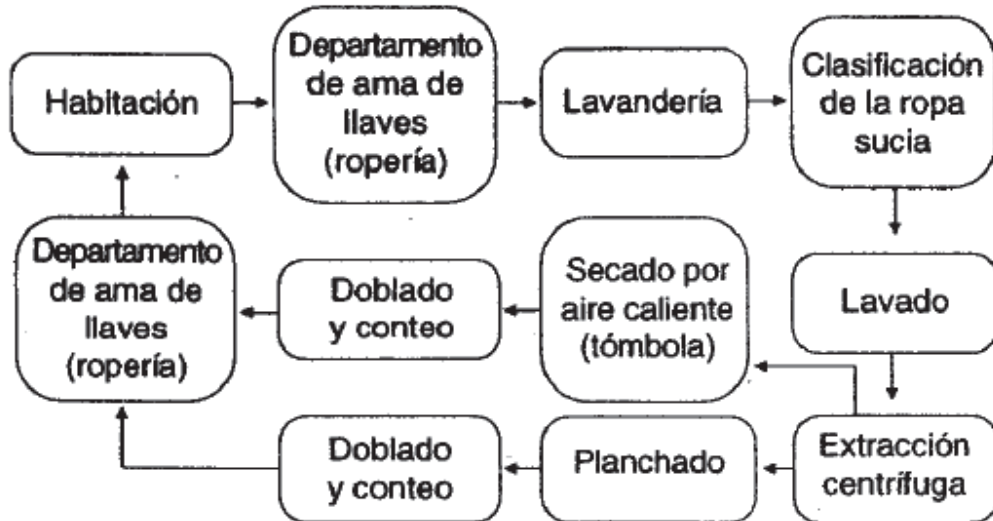 Habitación
Departamento
de ama de
llaves
(ropería)
Lavandería
Clasificación
de la ropa
sucia
Lavado
Extracción
centrífuga
Secado por
aire caliente
(tómbola)
Doblado
y conteo
Planchado
Doblado
y conteo
Departamento
de ama de
llaves
(ropería)